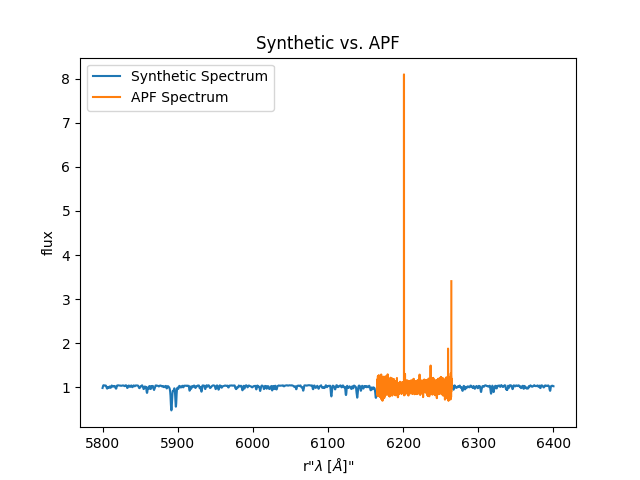 Synthetic vs. APF
Synthetic Spectrum
APF Spectrum
8
7
6
5
4
3
2
1
flux
5800 5900 6000 6100 6200 6300 6400
r"λ [Å]"